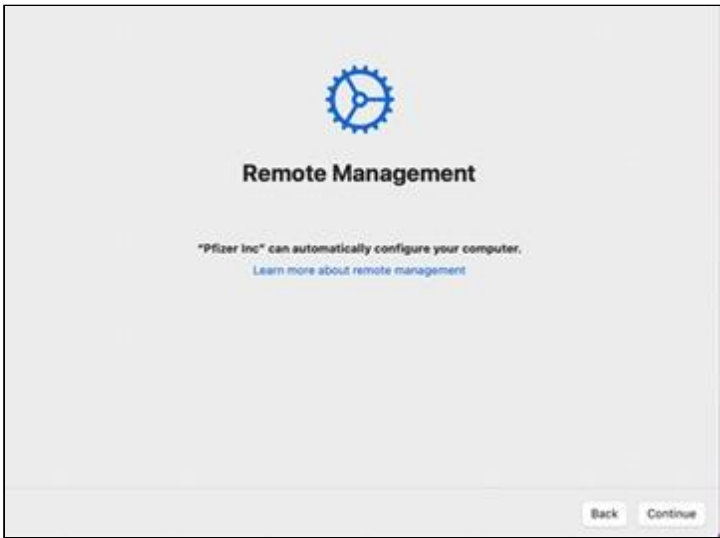 Remote Management
"Pfizer Inc" can automatically configure your computer.
Learn more about remote management
Back
Continue